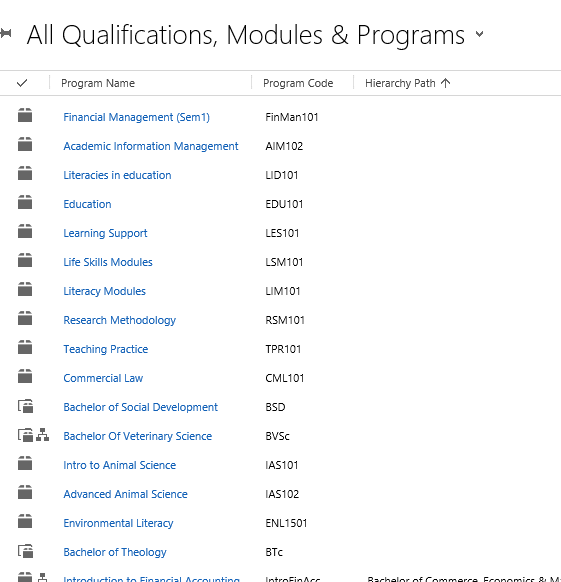 All Qualifications, Modules & Programs
Program Name Program Code Hierarchy Path
Financial Management (Sem1) FinMan101
Academic Information Management AIM102
Literacies in education LID101
Education EDU101
Learning Support LES101
Life Skills Modules LSM101
Literacy Modules LIM101
Research Methodology RSM101
Teaching Practice TPR101
Commercial Law CML101
Bachelor of Social Development BSD
Bachelor Of Veterinary Science BVSc
Intro to Animal Science IAS101
Advanced Animal Science IAS102
Environmental Literacy ENL1501
Bachelor of Theology BTc
Introduction to Financial Accounting IntroFinAcc Bachelor of Commerce, Economics & M